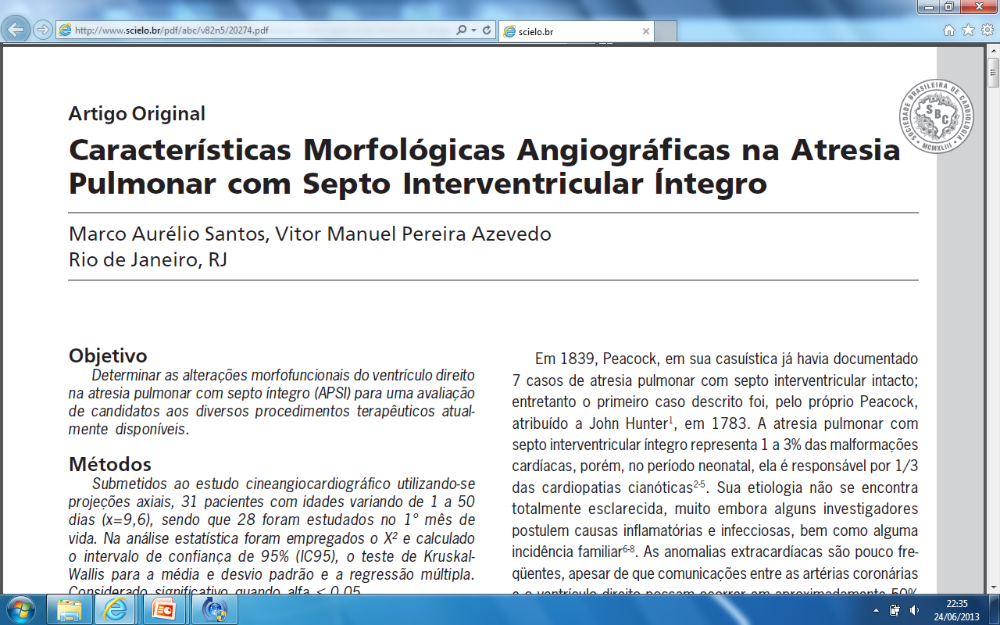 http://www.scielo.br/pdf/abc/v82n5/20274.pdf
scielo.br
SOCIEDADE BRASILEIRA DE CARDIOLOGIA
SBC
MCMXLIII
Artigo Original
Características Morfológicas Angiográficas na Atresia
Pulmonar com Septo Interventricular Íntegro
Marco Aurélio Santos, Vitor Manuel Pereira Azevedo
Rio de Janeiro, RJ
Objetivo
Determinar as alterações morfofuncionais do ventrículo direito
na atresia pulmonar com septo íntegro (APSI) para uma avaliação
de candidatos aos diversos procedimentos terapêuticos atual-
mente disponíveis.
Métodos
Submetidos ao estudo cineangiocardiográfico utilizando-se
projeções axiais, 31 pacientes com idades variando de 1 a 50
dias (x=9,6), sendo que 28 foram estudados no 1° mês de
vida. Na análise estatística foram empregados o X² e calculado
o intervalo de confiança de 95% (IC95), o teste de Kruskal-
Wallis para a média e desvio padrão e a regressão múltipla.
Considerado significativo quando alfa < 0,05
Em 1839, Peacock, em sua casuística já havia documentado
7 casos de atresia pulmonar com septo interventricular intacto;
entretanto o primeiro caso descrito foi, pelo próprio Peacock,
atribuído a John Hunter¹, em 1783. A atresia pulmonar com
septo interventricular íntegro representa 1 a 3% das malformações
cardíacas, porém, no período neonatal, ela é responsável por 1/3
das cardiopatias cianóticas²⁻⁵. Sua etiologia não se encontra
totalmente esclarecida, muito embora alguns investigadores
postulem causas inflamatórias e infecciosas, bem como alguma
incidência familiar⁶⁻⁸. As anomalias extracardíacas são pouco fre-
qüentes, apesar de que comunicações entre as artérias coronárias
e o ventrículo direito possam ocorrer em aproximadamente 50%
22:35
24/06/2013